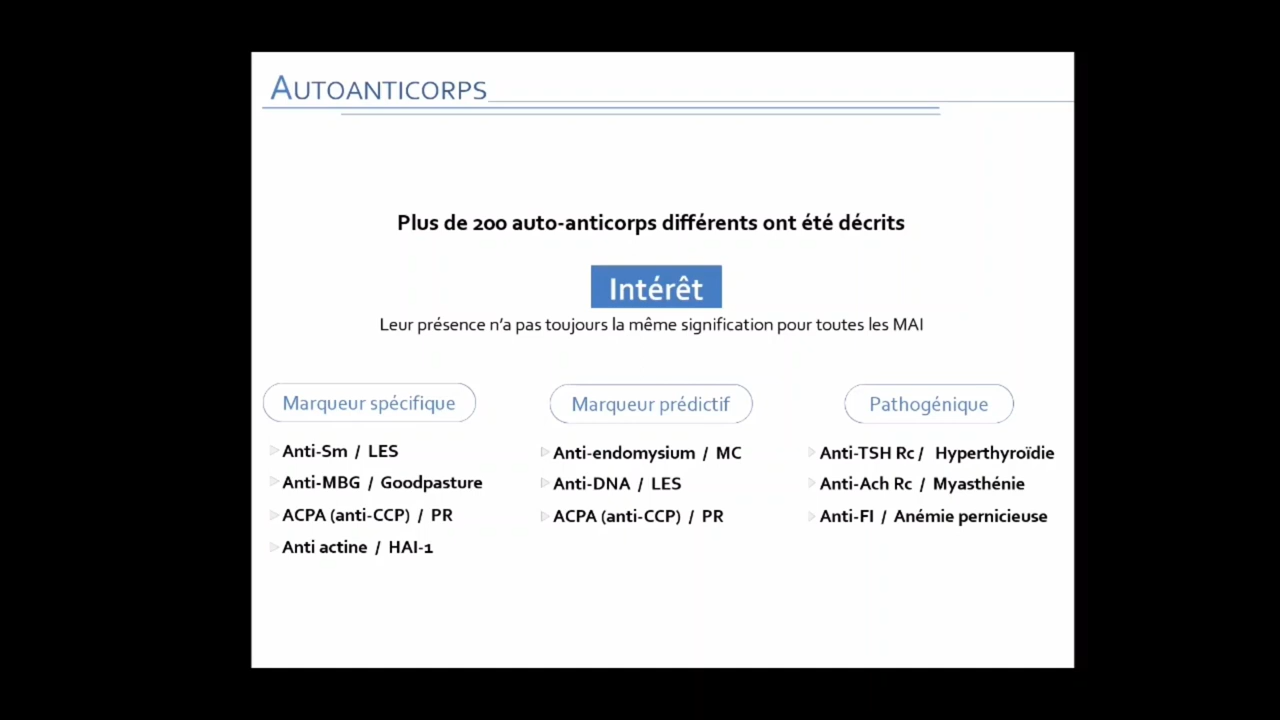 AUTOANTICORPS
Plus de 200 auto-anticorps différents ont été décrits
Intérêt
Leur présence n'a pas toujours la même signification pour toutes les MAI
Marqueur spécifique
Anti-Sm / LES
Anti-MBG / Goodpasture
ACPA (anti-CCP) / PR
Anti actine / HAI-1
Marqueur prédictif
Anti-endomysium / MC
Anti-DNA / LES
ACPA (anti-CCP) / PR
Pathogénique
Anti-TSH Rc / Hyperthyroïdie
Anti-Ach Rc / Myasthénie
Anti-FI / Anémie pernicieuse